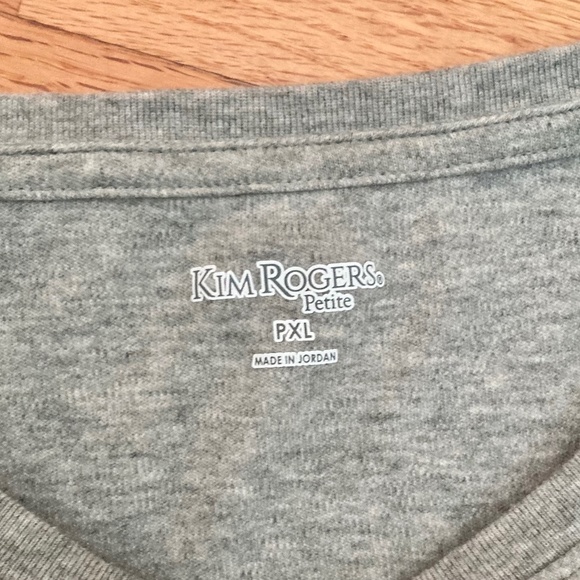 KIM ROGERS®
Petite
PXL
MADE IN JORDAN